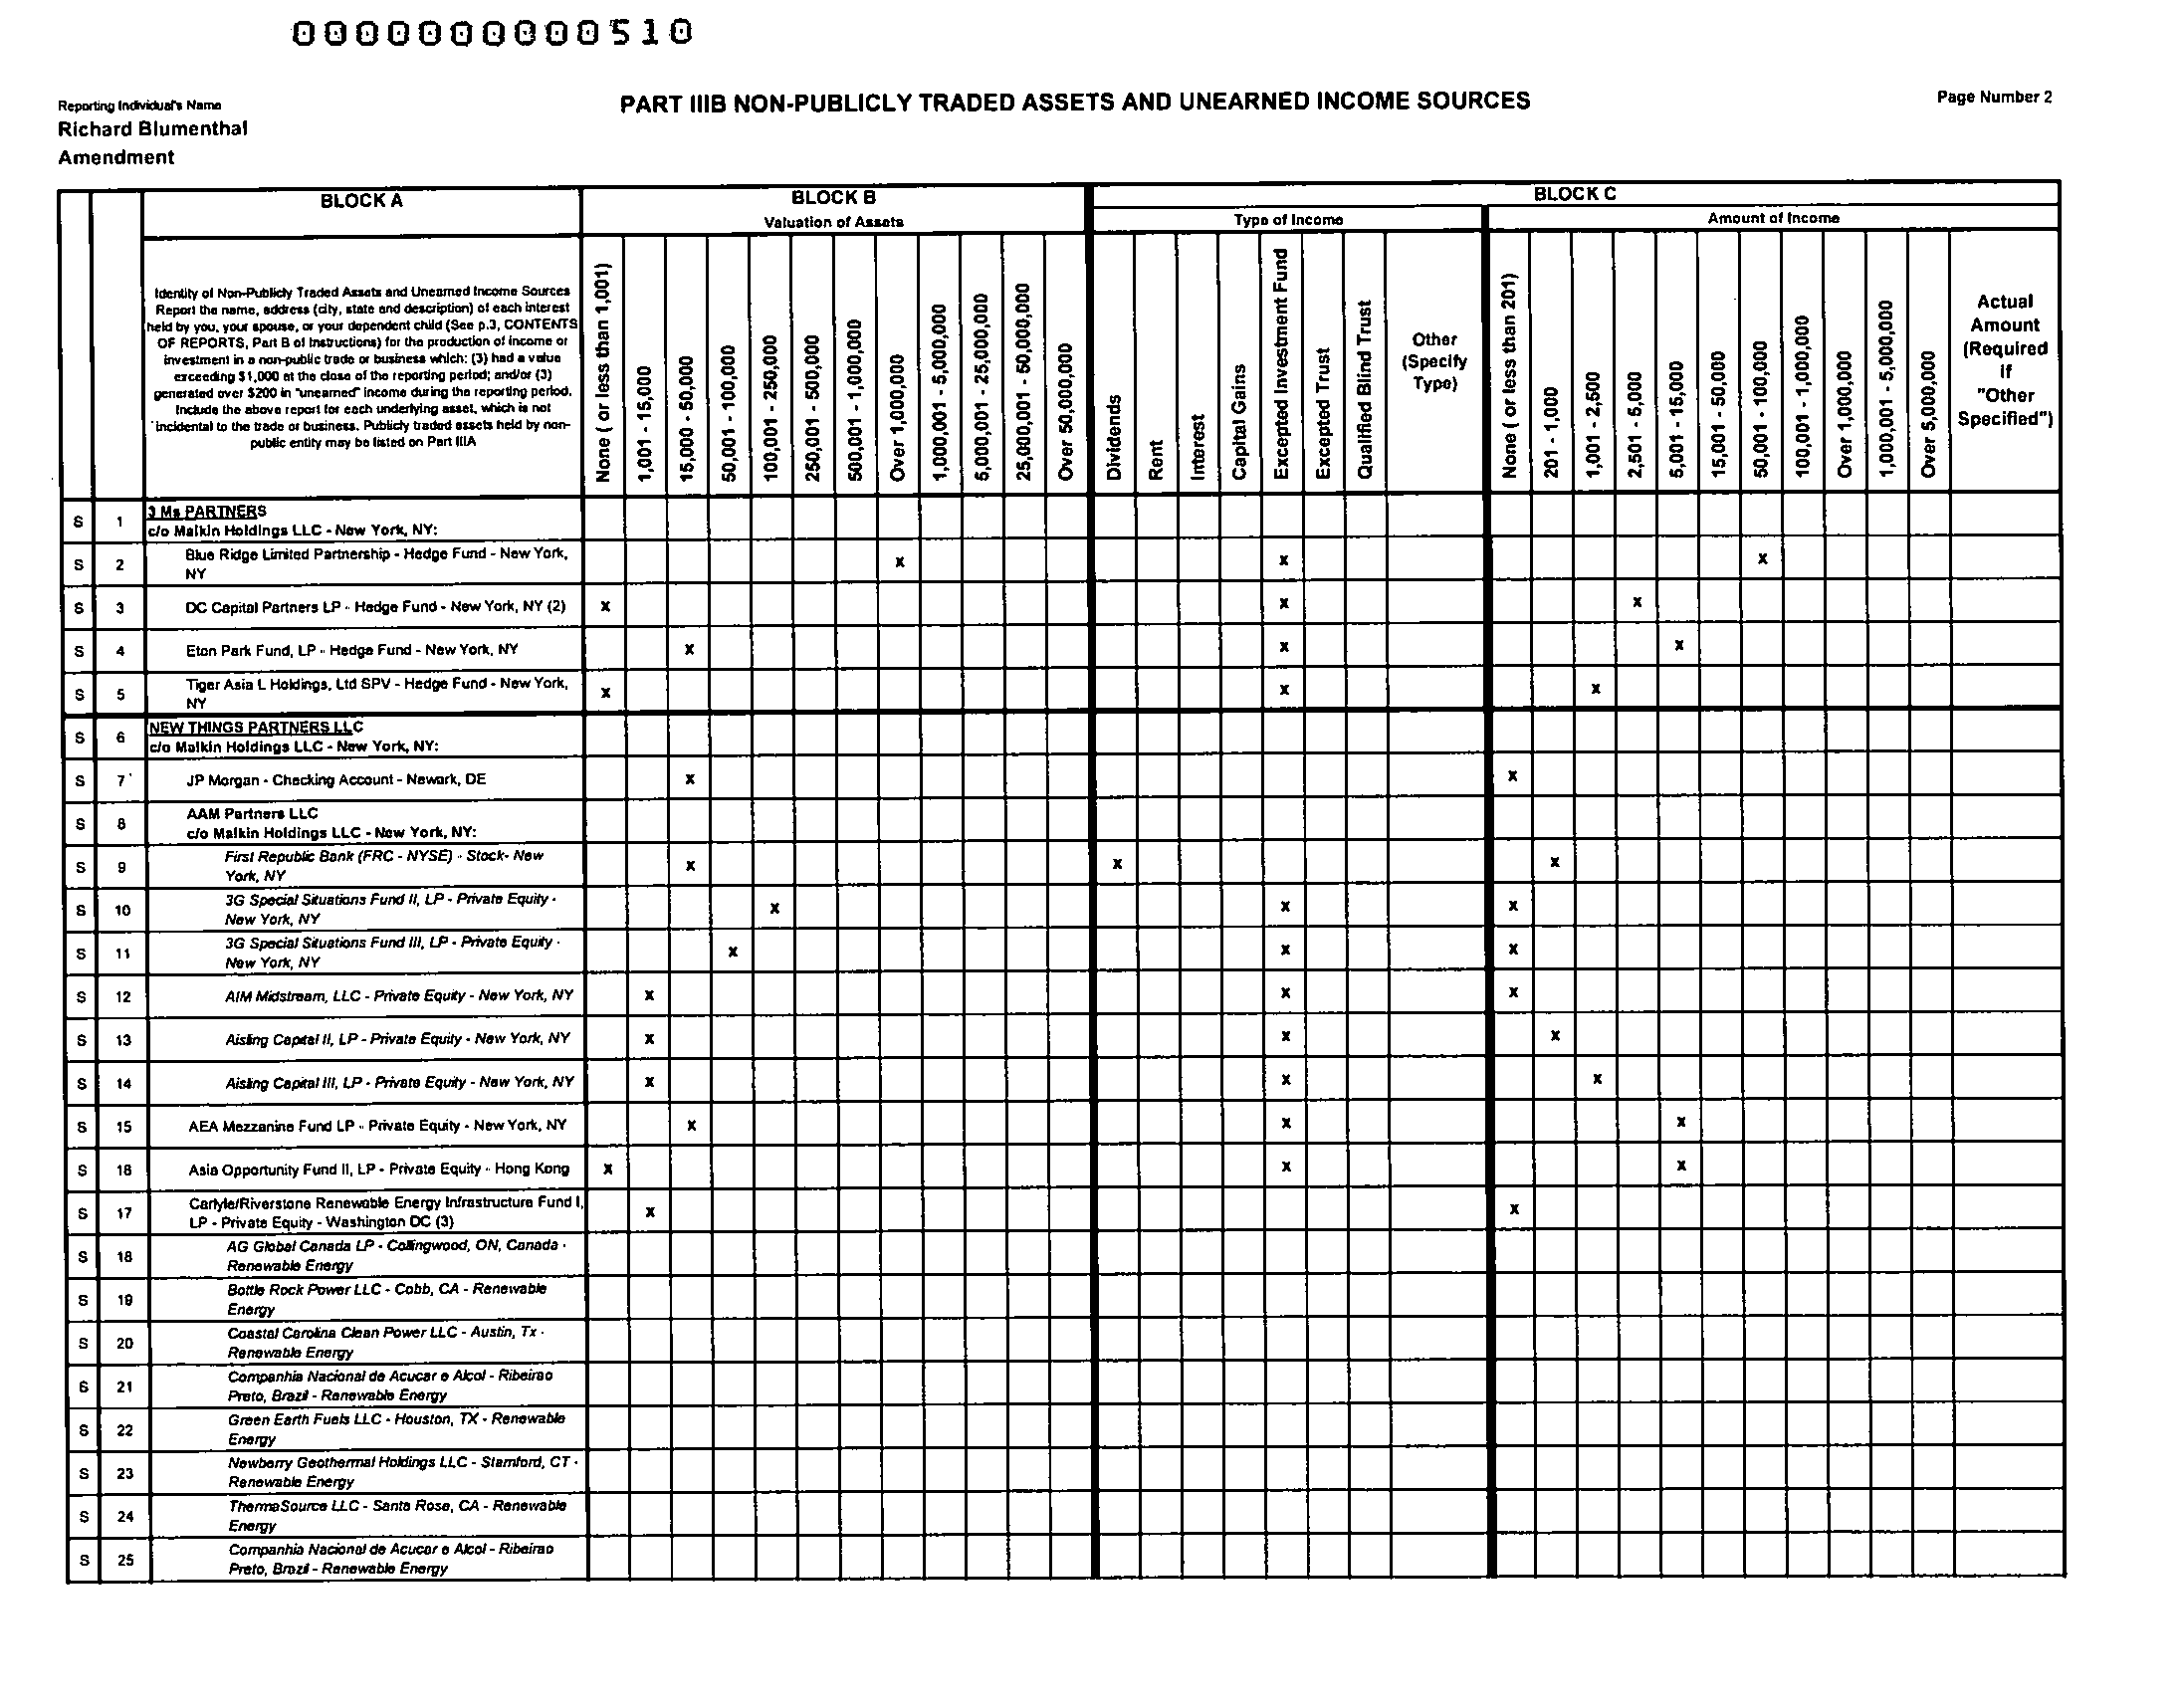 0000000000510
Reporting Individual's Name
PART IIIB NON-PUBLICLY TRADED ASSETS AND UNEARNED INCOME SOURCES
Page Number 2
Richard Blumenthal
Amendment
BLOCK A
BLOCK B
BLOCK C
Valuation of Assets
Type of Income
Amount of Income
Identity of Non-Publicly Traded Assets and Unearned Income Sources
Report the name, address (city, state and description) of each interest
held by you, your spouse, or your dependent child (See p.3, CONTENTS
OF REPORTS, Part B of Instructions) for the production of income or
investment in a non-public trade or business which: (3) had a value
exceeding $1,000 at the close of the reporting period; and/or (3)
generated over $200 in "unearned" income during the reporting period.
Include the above report for each underlying asset, which is not
incidental to the trade or business. Publicly traded assets held by non-
public entity may be listed on Part IIIA
None ( or less than 1,001)
1,001 - 15,000
15,000 - 50,000
50,001 - 100,000
100,001 - 250,000
250,001 - 500,000
500,001 - 1,000,000
Over 1,000,000
1,000,001 - 5,000,000
5,000,001 - 25,000,000
25,000,001 - 50,000,000
Over 50,000,000
Dividends
Rent
Interest
Capital Gains
Excepted Investment Fund
Excepted Trust
Qualified Blind Trust
Other
(Specify
Type)
None ( or less than 201)
201 - 1,000
1,001 - 2,500
2,501 - 5,000
5,001 - 15,000
15,001 - 50,000
50,001 - 100,000
100,001 - 1,000,000
Over 1,000,000
1,000,001 - 5,000,000
Over 5,000,000
Actual
Amount
(Required
If
"Other
Specified")
S 1 3 Ms PARTNERS
c/o Malkin Holdings LLC - New York, NY:
S 2 Blue Ridge Limited Partnership - Hedge Fund - New York,
NY x x x
S 3 DC Capital Partners LP - Hedge Fund - New York, NY (2) x x x
S 4 Eton Park Fund, LP - Hedge Fund - New York, NY x x x
S 5 Tiger Asia L Holdings, Ltd SPV - Hedge Fund - New York,
NY x x x
S 6 NEW THINGS PARTNERS LLC
c/o Malkin Holdings LLC - New York, NY:
S 7 JP Morgan - Checking Account - Newark, DE x x
S 8 AAM Partners LLC
c/o Malkin Holdings LLC - New York, NY:
S 9 First Republic Bank (FRC - NYSE) - Stock- New
York, NY x x x
S 10 3G Special Situations Fund II, LP - Private Equity -
New York, NY x x x
S 11 3G Special Situations Fund III, LP - Private Equity -
New York, NY x x x
S 12 AIM Midstream, LLC - Private Equity - New York, NY x x x
S 13 Aisling Capital II, LP - Private Equity - New York, NY x x x
S 14 Aisling Capital III, LP - Private Equity - New York, NY x x x
S 15 AEA Mezzanine Fund LP - Private Equity - New York, NY x x x
S 16 Asia Opportunity Fund II, LP - Private Equity - Hong Kong x x x
S 17 Carlyle/Riverstone Renewable Energy Infrastructure Fund I,
LP - Private Equity - Washington DC (3) x x
S 18 AG Global Canada LP - Collingwood, ON, Canada -
Renewable Energy
S 19 Bottle Rock Power LLC - Cobb, CA - Renewable
Energy
S 20 Coastal Carolina Clean Power LLC - Austin, Tx -
Renewable Energy
S 21 Companhia Nacional de Acucar e Alcol - Ribeirao
Preto, Brazil - Renewable Energy
S 22 Green Earth Fuels LLC - Houston, TX - Renewable
Energy
S 23 Newberry Geothermal Holdings LLC - Stamford, CT -
Renewable Energy
S 24 ThermaSource LLC - Santa Rosa, CA - Renewable
Energy
S 25 Companhia Nacional de Acucar e Alcol - Ribeirao
Preto, Brazil - Renewable Energy